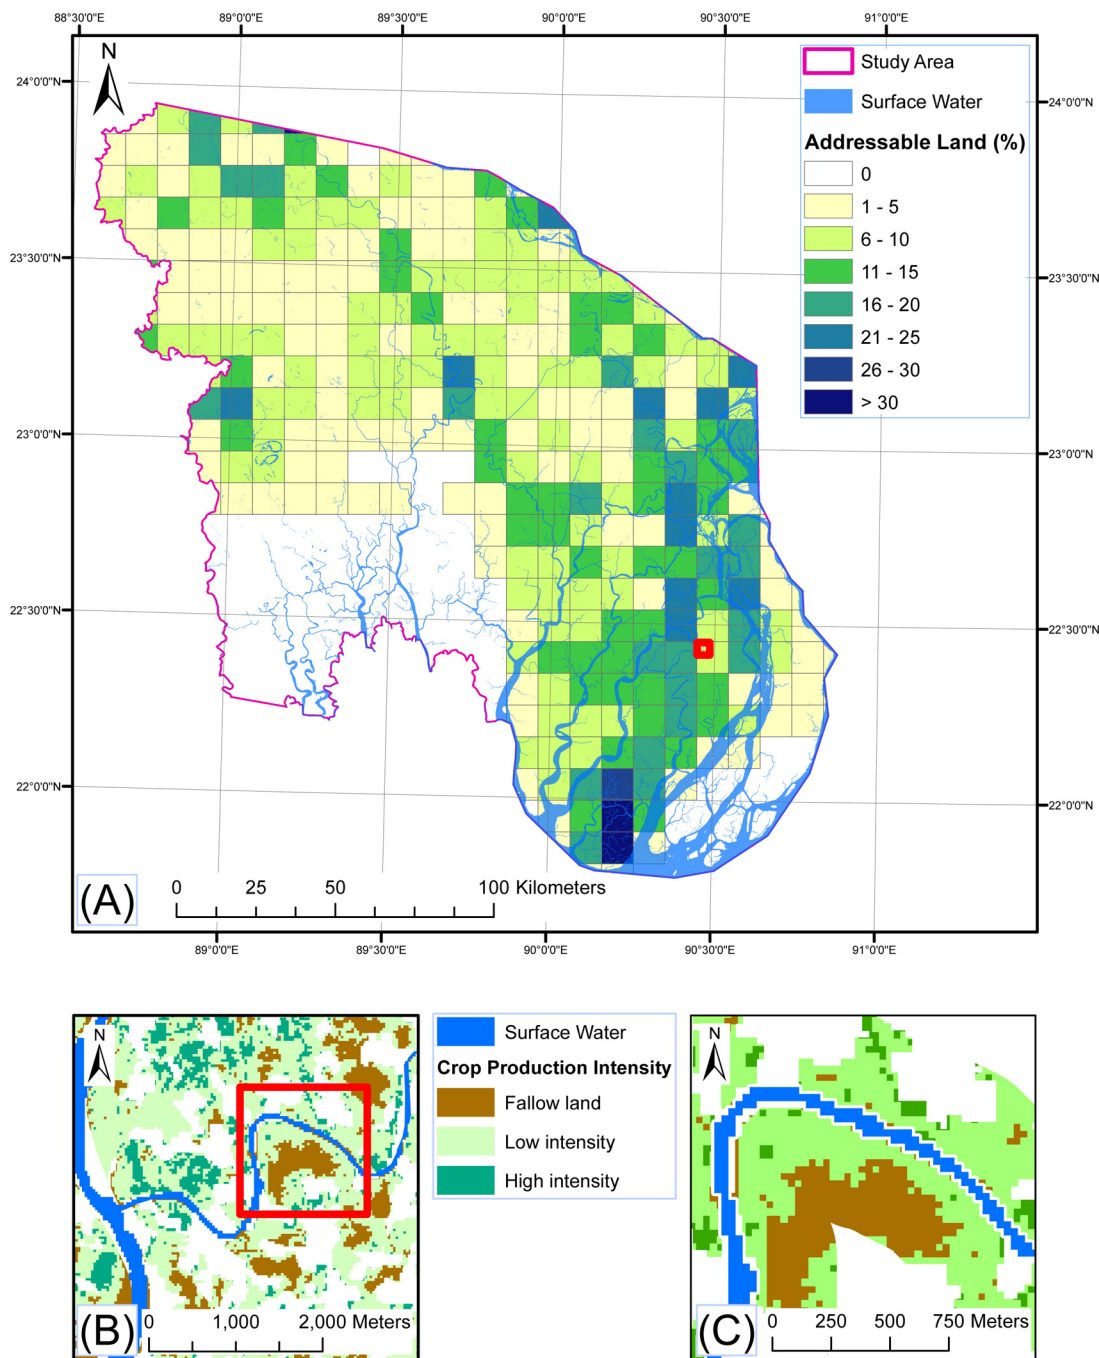 88°30'0"E 89°0'0"E 89°30'0"E 90°0'0"E 90°30'0"E 91°0'0"E
N
Study Area
Surface Water
Addressable Land (%)
0
1 - 5
6 - 10
11 - 15
16 - 20
21 - 25
26 - 30
> 30
24°0'0"N
23°30'0"N
23°0'0"N
22°30'0"N
22°0'0"N
24°0'0"N
23°30'0"N
23°0'0"N
22°30'0"N
22°0'0"N
(A)
0 25 50 100 Kilometers
89°0'0"E 89°30'0"E 90°0'0"E 90°30'0"E 91°0'0"E
N
(B)
0 1,000 2,000 Meters
Surface Water
Crop Production Intensity
Fallow land
Low intensity
High intensity
N
(C)
0 250 500 750 Meters